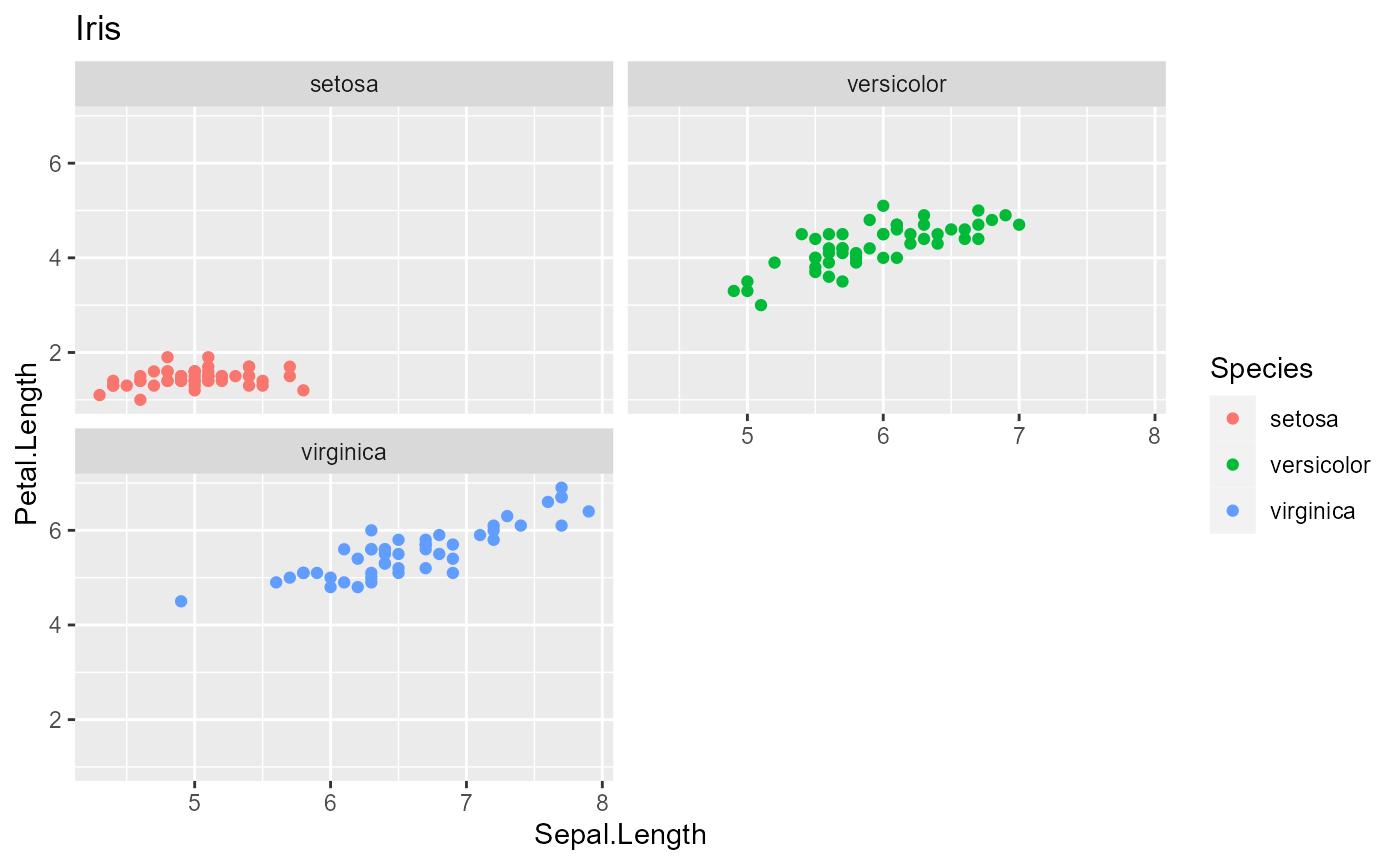 Iris
setosa
versicolor
6
4
2
Petal.Length
5 6 7 8
virginica
6
4
2
5 6 7 8
Sepal.Length
Species
setosa
versicolor
virginica